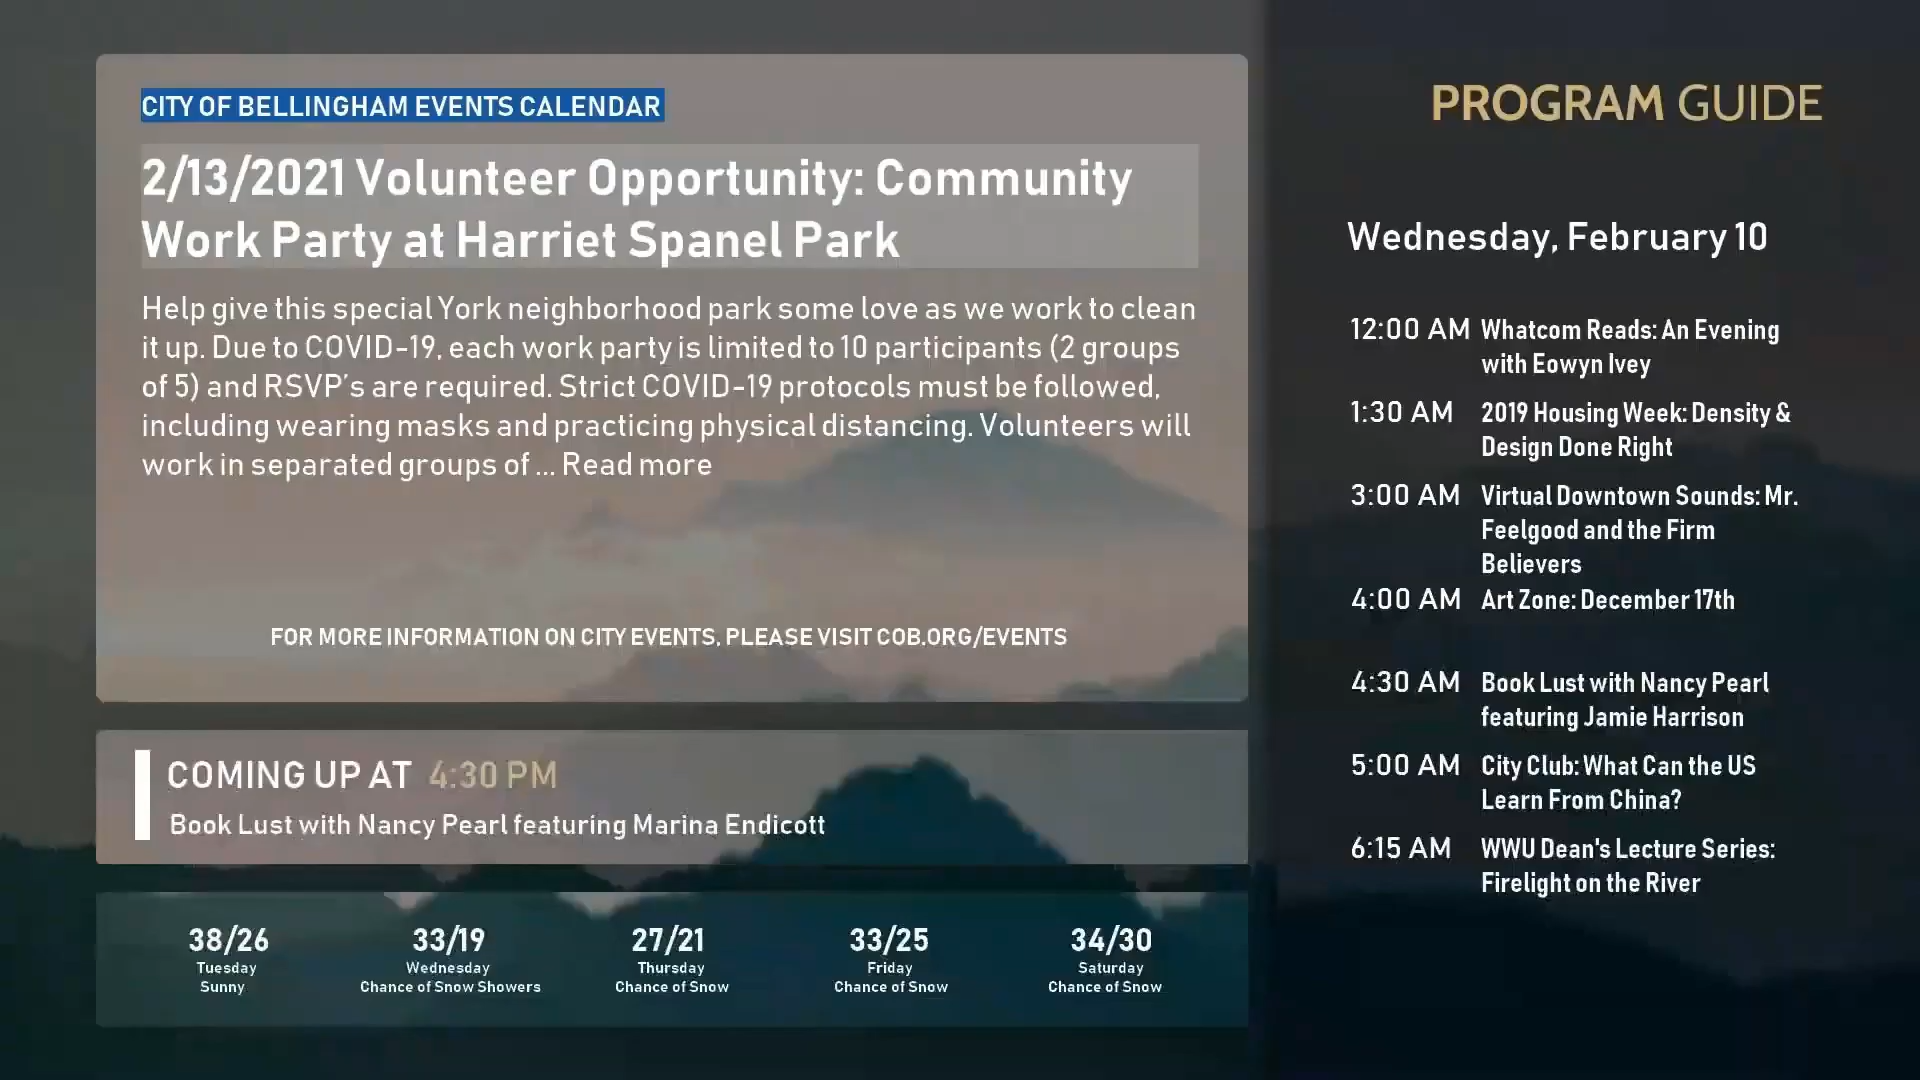 CITY OF BELLINGHAM EVENTS CALENDAR
2/13/2021 Volunteer Opportunity: Community
Work Party at Harriet Spanel Park
Help give this special York neighborhood park some love as we work to clean
it up. Due to COVID-19, each work party is limited to 10 participants (2 groups
of 5) and RSVP's are required. Strict COVID-19 protocols must be followed,
including wearing masks and practicing physical distancing. Volunteers will
work in separated groups of ... Read more
FOR MORE INFORMATION ON CITY EVENTS, PLEASE VISIT COB.ORG/EVENTS
COMING UP AT 4:30 PM
Book Lust with Nancy Pearl featuring Marina Endicott
38/26
Tuesday
Sunny
33/19
Wednesday
Chance of Snow Showers
27/21
Thursday
Chance of Snow
33/25
Friday
Chance of Snow
34/30
Saturday
Chance of Snow
PROGRAM GUIDE
Wednesday, February 10
12:00 AM Whatcom Reads: An Evening
with Eowyn Ivey
1:30 AM 2019 Housing Week: Density &
Design Done Right
3:00 AM Virtual Downtown Sounds: Mr.
Feelgood and the Firm
Believers
4:00 AM Art Zone: December 17th
4:30 AM Book Lust with Nancy Pearl
featuring Jamie Harrison
5:00 AM City Club: What Can the US
Learn From China?
6:15 AM WWU Dean's Lecture Series:
Firelight on the River